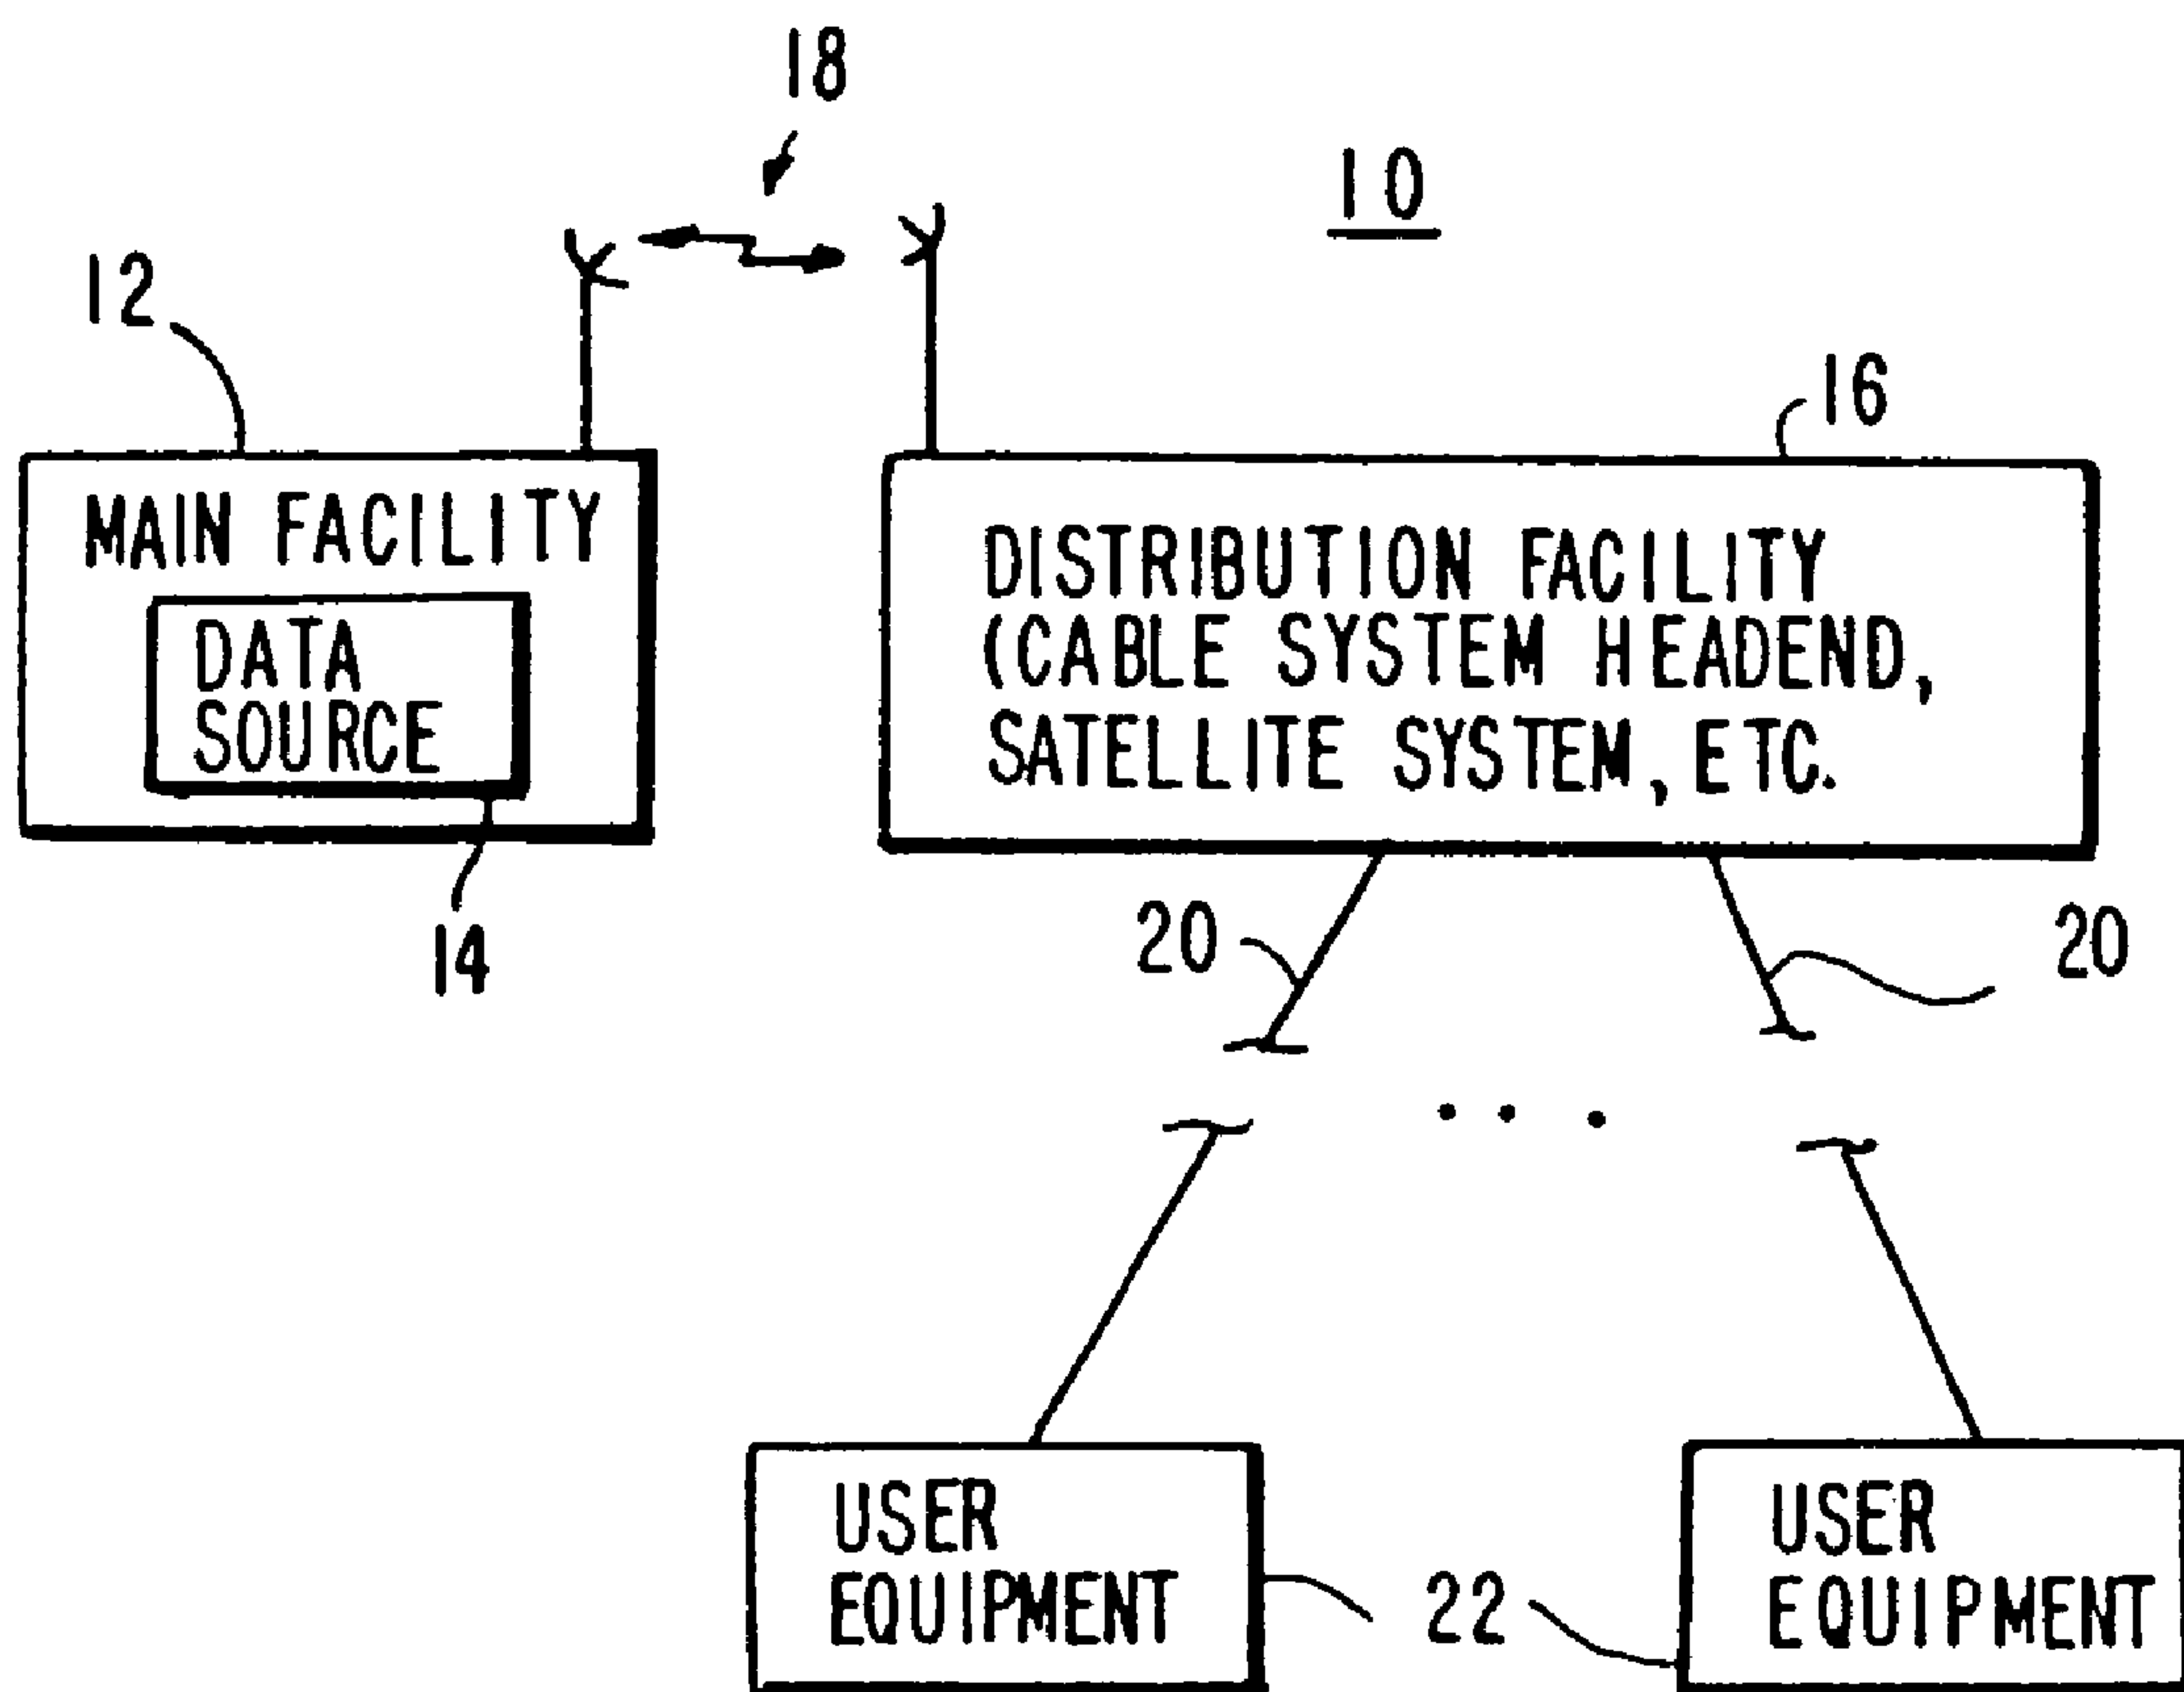 18
10
12
16
MAIN FACILITY
DATA
SOURCE
DISTRIBUTION FACILITY
(CABLE SYSTEM HEADEND,
SATELLITE SYSTEM, ETC.
14
20
20
. . .
USER
EQUIPMENT
22
USER
EQUIPMENT